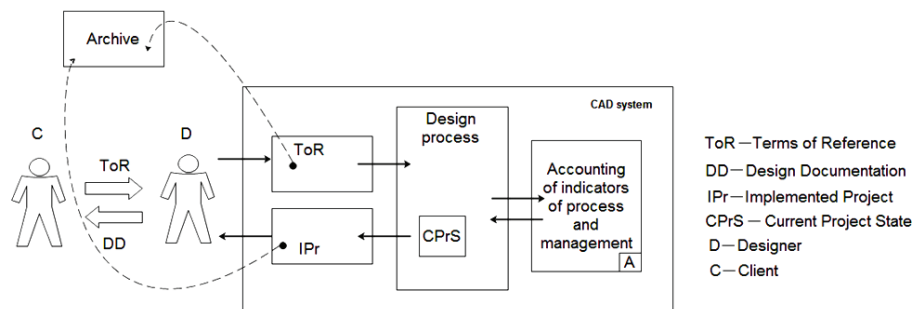 Archive
CAD system
C
D
ToR
DD
ToR
IPr
Design
process
CPrS
Accounting
of indicators
of process
and
management
A
ToR—Terms of Reference
DD—Design Documentation
IPr—Implemented Project
CPrS—Current Project State
D—Designer
C—Client